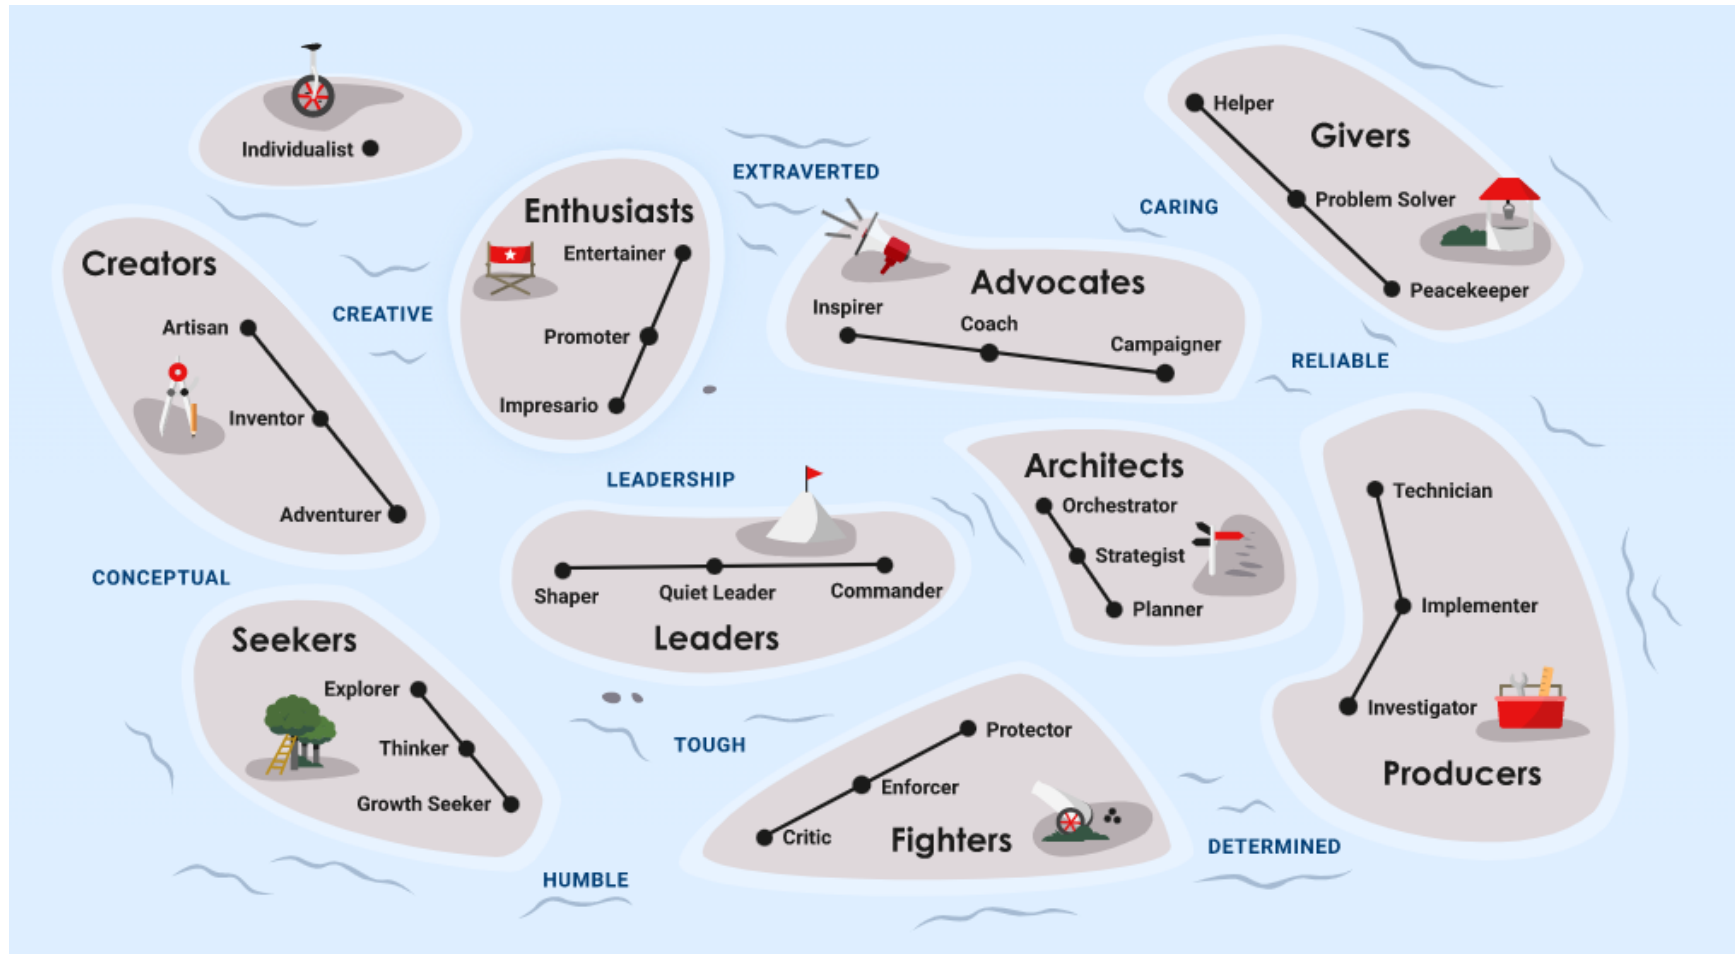 Individualist
Creators
Artisan
Inventor
Adventurer
CREATIVE
Enthusiasts
Entertainer
Promoter
Impresario
EXTRAVERTED
Advocates
Inspirer
Coach
Campaigner
CARING
Helper
Givers
Problem Solver
Peacekeeper
RELIABLE
LEADERSHIP
Shaper
Quiet Leader
Commander
Leaders
Architects
Orchestrator
Strategist
Planner
Technician
Implementer
Investigator
Producers
CONCEPTUAL
Seekers
Explorer
Thinker
Growth Seeker
HUMBLE
TOUGH
Protector
Enforcer
Critic
Fighters
DETERMINED